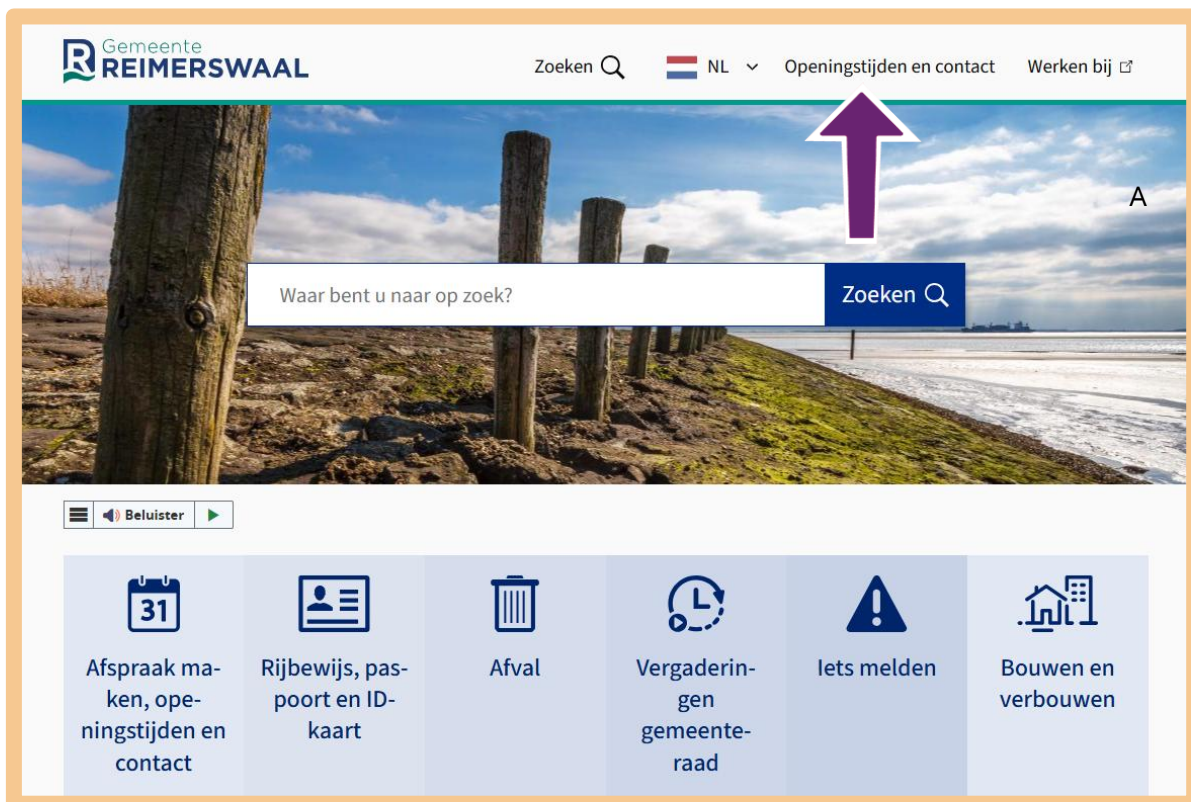 Gemeente
REIMERSWAAL
Zoeken NL Openingstijden en contact Werken bij
A
Waar bent u naar op zoek? Zoeken
Beluister
31
Afspraak ma-
ken, ope-
ningstijden en
contact
Rijbewijs, pas-
poort en ID-
kaart
Afval
Vergaderin-
gen
gemeente-
raad
Iets melden
Bouwen en
verbouwen